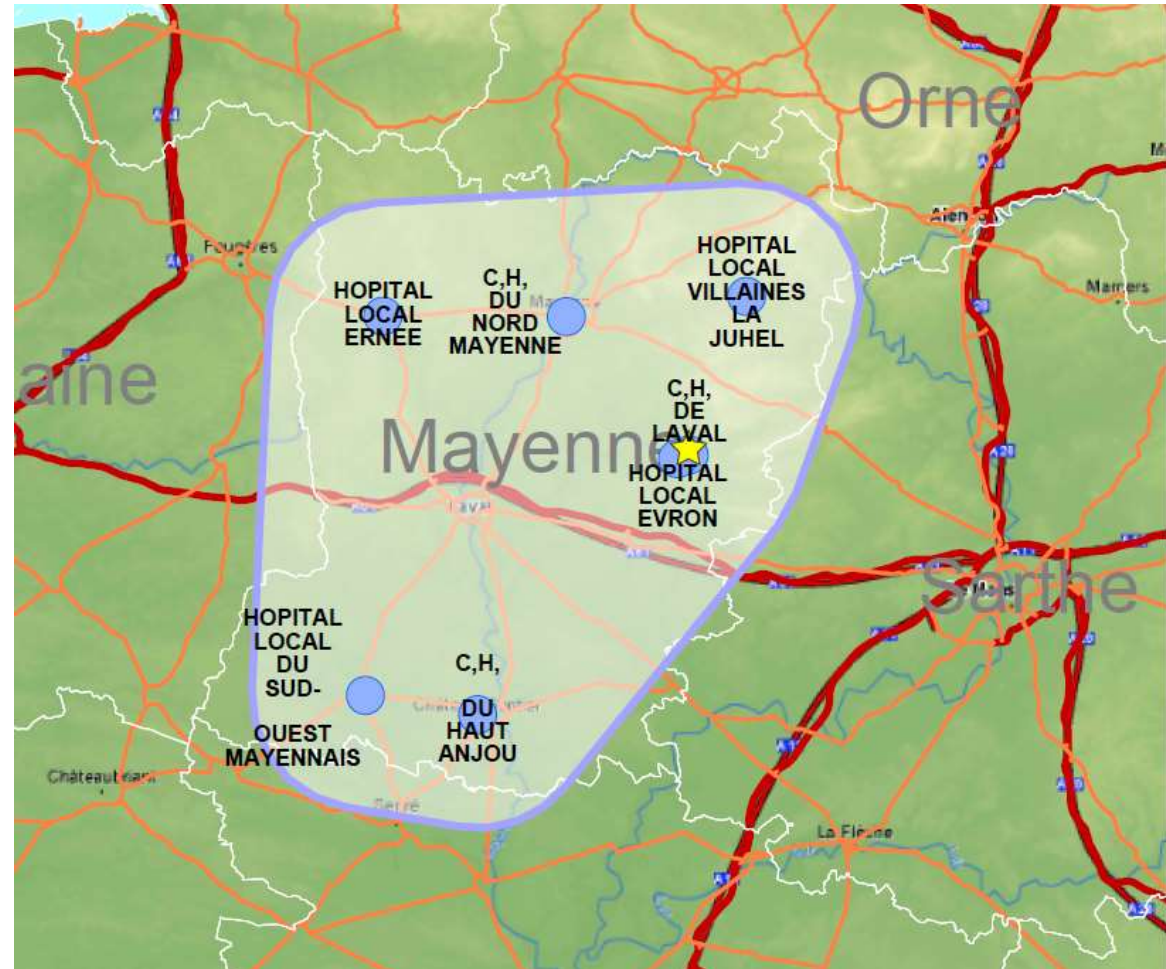 Orne
Alençon
Fougères
HOPITAL
LOCAL
VILLAINES
LA
JUHEL
C,H,
DU
NORD
MAYENNE
HOPITAL
LOCAL
ERNEE
Mamers
aine
C,H,
DE
LAVAL
Mayenne
HOPITAL
LOCAL
EVRON
LAVAL
A81
Sarthe
HOPITAL
LOCAL
DU
SUD-
OUEST
MAYENNAIS
C,H,
DU
HAUT
ANJOU
Châteaubriant
Segré
La Flèche